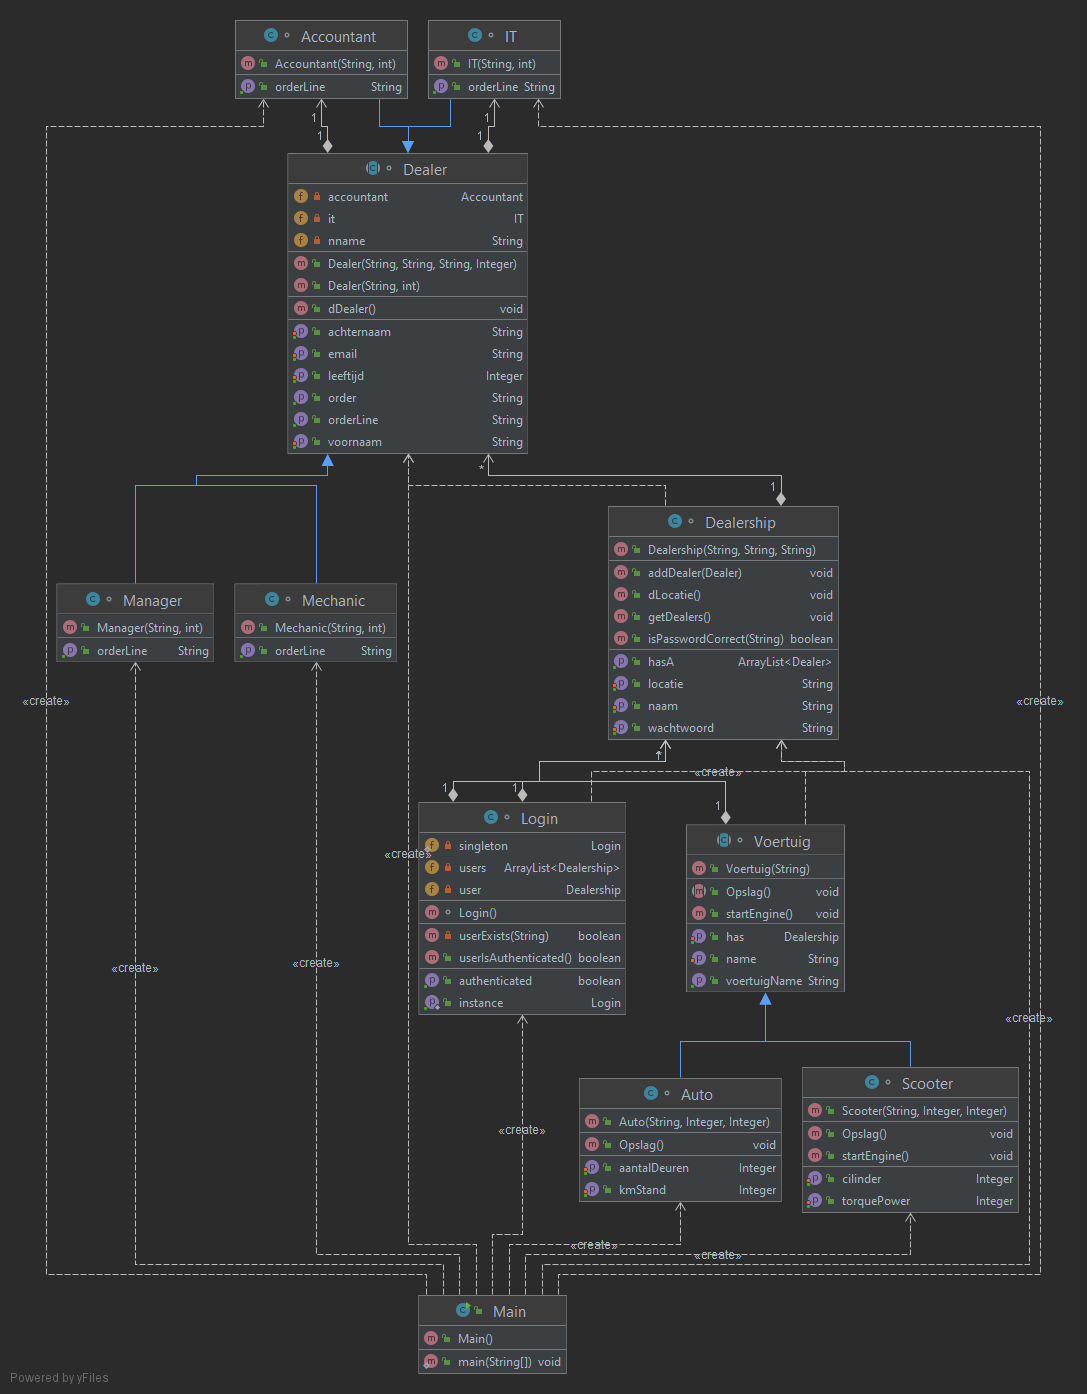 Accountant
Accountant(String, int)
orderLine String
IT
IT(String, int)
orderLine String
1
1
1
1
Dealer
accountant Accountant
it IT
nname String
Dealer(String, String, String, Integer)
Dealer(String, int)
dDealer() void
achternaam String
email String
leeftijd Integer
order String
orderLine String
voornaam String
*
1
Dealership
Dealership(String, String, String)
addDealer(Dealer) void
dLocatie() void
getDealers() void
isPasswordCorrect(String) boolean
hasA ArrayList<Dealer>
locatie String
naam String
wachtwoord String
Manager
Manager(String, int)
orderLine String
Mechanic
Mechanic(String, int)
orderLine String
«create»
«create»
«create»
1
1
1
Login
singleton Login
users ArrayList<Dealership>
user Dealership
Login()
userExists(String) boolean
userIsAuthenticated() boolean
authenticated boolean
instance Login
Voertuig
Voertuig(String)
Opslag() void
startEngine() void
has Dealership
name String
voertuigName String
«create»
«create»
«create»
«create»
«create»
Auto
Auto(String, Integer, Integer)
Opslag() void
aantalDeuren Integer
kmStand Integer
Scooter
Scooter(String, Integer, Integer)
Opslag() void
startEngine() void
cilinder Integer
torquePower Integer
«create»
«create»
Main
Main()
main(String[]) void
Powered by yFiles